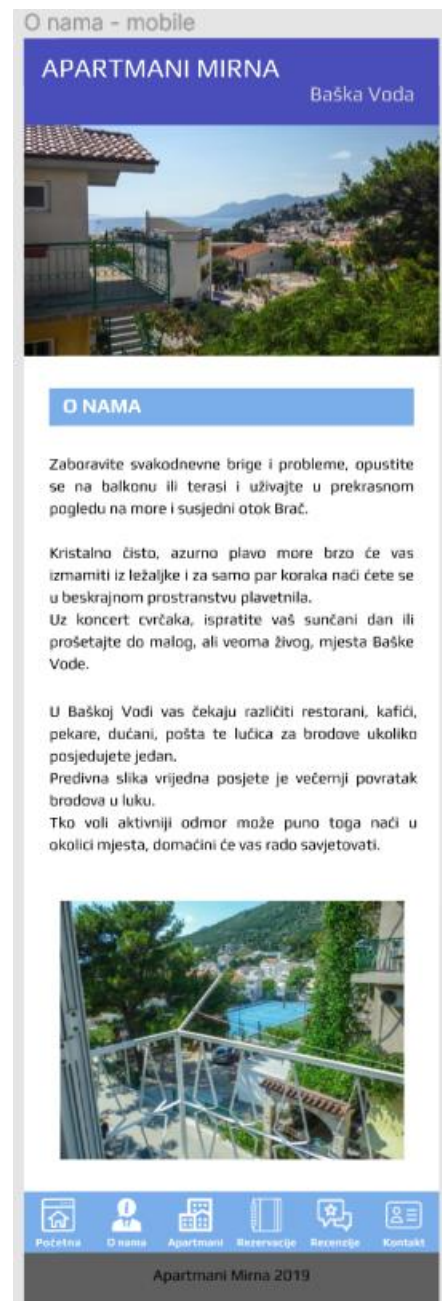 O nama - mobile
APARTMANI MIRNA
Baška Voda
O NAMA
Zaboravite svakodnevne brige i probleme, opustite
se na balkonu ili terasi i uživajte u prekrasnom
pogledu na more i susjedni otok Brač.
Kristalno čisto, azurno plavo more brzo će vas
izmamiti iz ležaljke i za samo par koraka naći ćete se
u beskrajnom prostranstvu plavetnila.
Uz koncert cvrčaka, ispratite vaš sunčani dan ili
prošetajte do malog, ali veoma živog, mjesta Baške
Vode.
U Baškoj Vodi vas čekaju različiti restorani, kafići,
pekare, dućani, pošta te lučica za brodove ukoliko
posjedujete jedan.
Predivna slika vrijedna posjete je večernji povratak
brodova u luku.
Tko voli aktivniji odmor može puno toga naći u
okolici mjesta, domaćini će vas rado savjetovati.
Početna O nama Apartmani Rezervacije Recenzije Kontakt
Apartmani Mirna 2019